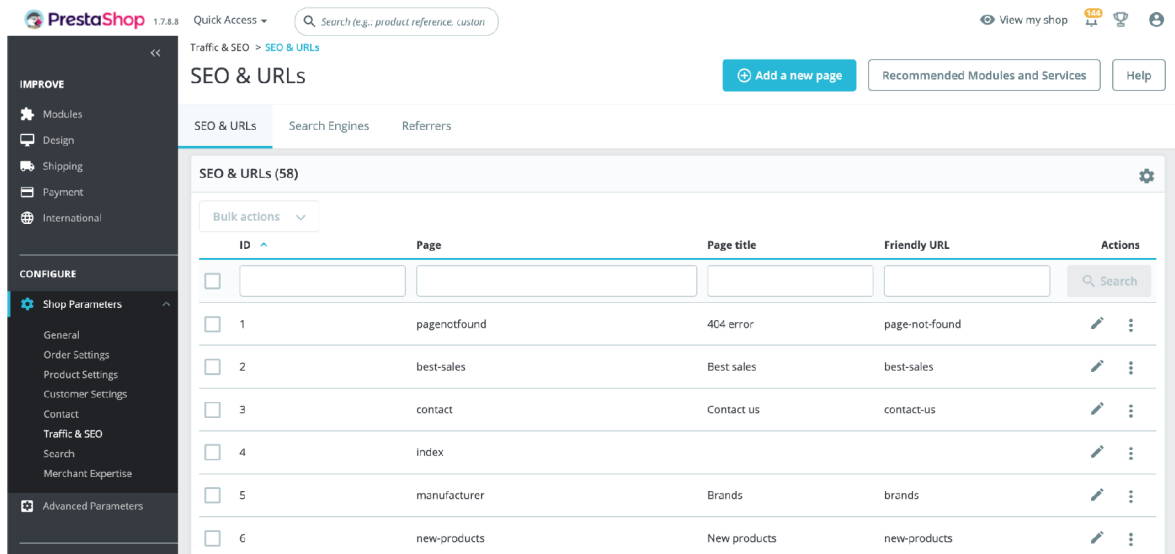 PrestaShop 1.7.8.8 Quick Access Search (e.g.: product reference, custon View my shop 144
Traffic & SEO > SEO & URLs
SEO & URLs
Add a new page Recommended Modules and Services Help
IMPROVE
Modules
Design
Shipping
Payment
International
CONFIGURE
Shop Parameters
General
Order Settings
Product Settings
Customer Settings
Contact
Traffic & SEO
Search
Merchant Expertise
Advanced Parameters
SEO & URLs Search Engines Referrers
SEO & URLs (58)
Bulk actions
ID Page Page title Friendly URL Actions
Search
1 pagenotfound 404 error page-not-found
2 best-sales Best sales best-sales
3 contact Contact us contact-us
4 index
5 manufacturer Brands brands
6 new-products New products new-products